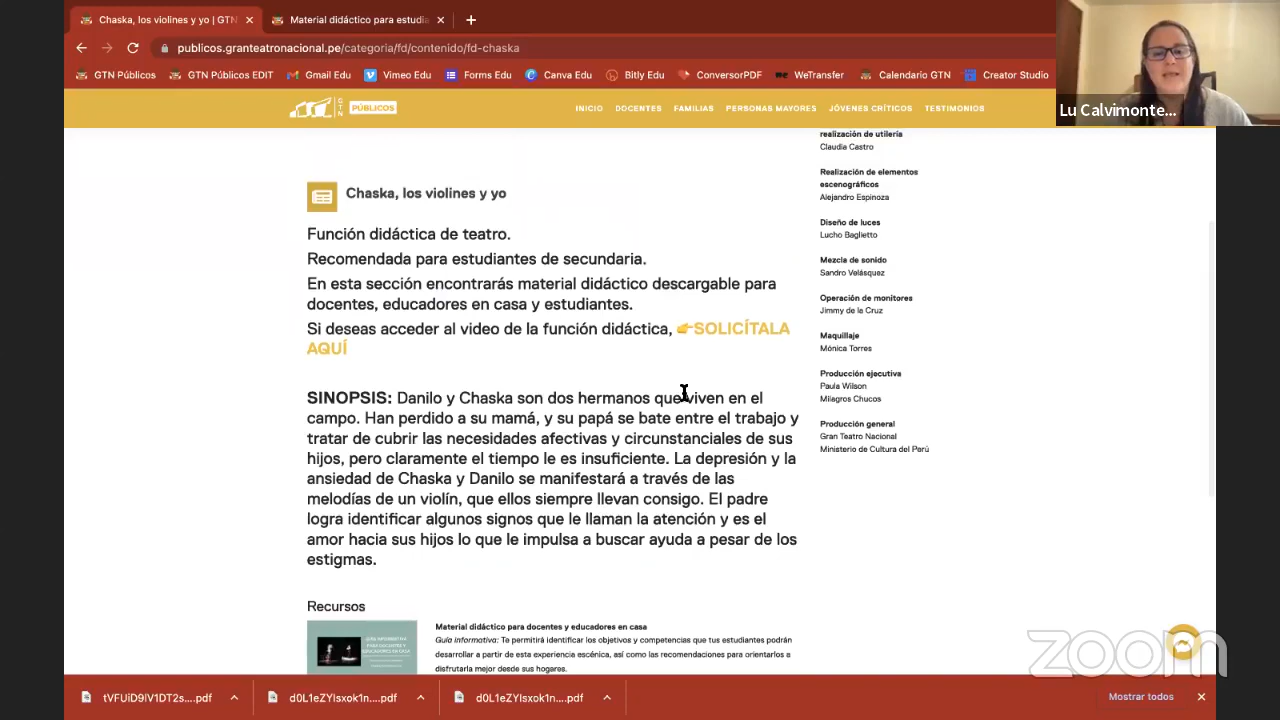 Chaska, los violines y yo | GTN
Material didáctico para estudia
publicos.granteatronacional.pe/categoria/fd/contenido/fd-chaska
GTN Públicos
GTN Públicos EDIT
Gmail Edu
Vimeo Edu
Forms Edu
Canva Edu
Bitly Edu
ConversorPDF
WeTransfer
Calendario GTN
Creator Studio
Lu Calvimonte...
GTN
PÚBLICOS
INICIO
DOCENTES
FAMILIAS
PERSONAS MAYORES
JÓVENES CRÍTICOS
TESTIMONIOS
Chaska, los violines y yo
Función didáctica de teatro.
Recomendada para estudiantes de secundaria.
En esta sección encontrarás material didáctico descargable para
docentes, educadores en casa y estudiantes.
Si deseas acceder al video de la función didáctica, 👉SOLICÍTALA
AQUÍ
SINOPSIS: Danilo y Chaska son dos hermanos que viven en el
campo. Han perdido a su mamá, y su papá se bate entre el trabajo y
tratar de cubrir las necesidades afectivas y circunstanciales de sus
hijos, pero claramente el tiempo le es insuficiente. La depresión y la
ansiedad de Chaska y Danilo se manifestará a través de las
melodías de un violín, que ellos siempre llevan consigo. El padre
logra identificar algunos signos que le llaman la atención y es el
amor hacia sus hijos lo que le impulsa a buscar ayuda a pesar de los
estigmas.
Recursos
GUÍA INFORMATIVA
PARA DOCENTES Y
EDUCADORES EN CASA
Material didáctico para docentes y educadores en casa
Guía informativa: Te permitirá identificar los objetivos y competencias que tus estudiantes podrán
desarrollar a partir de esta experiencia escénica, así como las recomendaciones para orientarlos e
disfrutarla mejor desde sus hogares.
realización de utilería
Claudia Castro
Realización de elementos
escenográficos
Alejandro Espinoza
Diseño de luces
Lucho Baglietto
Mezcla de sonido
Sandro Velásquez
Operación de monitores
Jimmy de la Cruz
Maquillaje
Mónica Torres
Producción ejecutiva
Paula Wilson
Milagros Chucos
Producción general
Gran Teatro Nacional
Ministerio de Cultura del Perú
zoom
tVFUiD9IV1DT2s....pdf
d0L1eZYlsxok1n....pdf
d0L1eZYlsxok1n....pdf
Mostrar todos